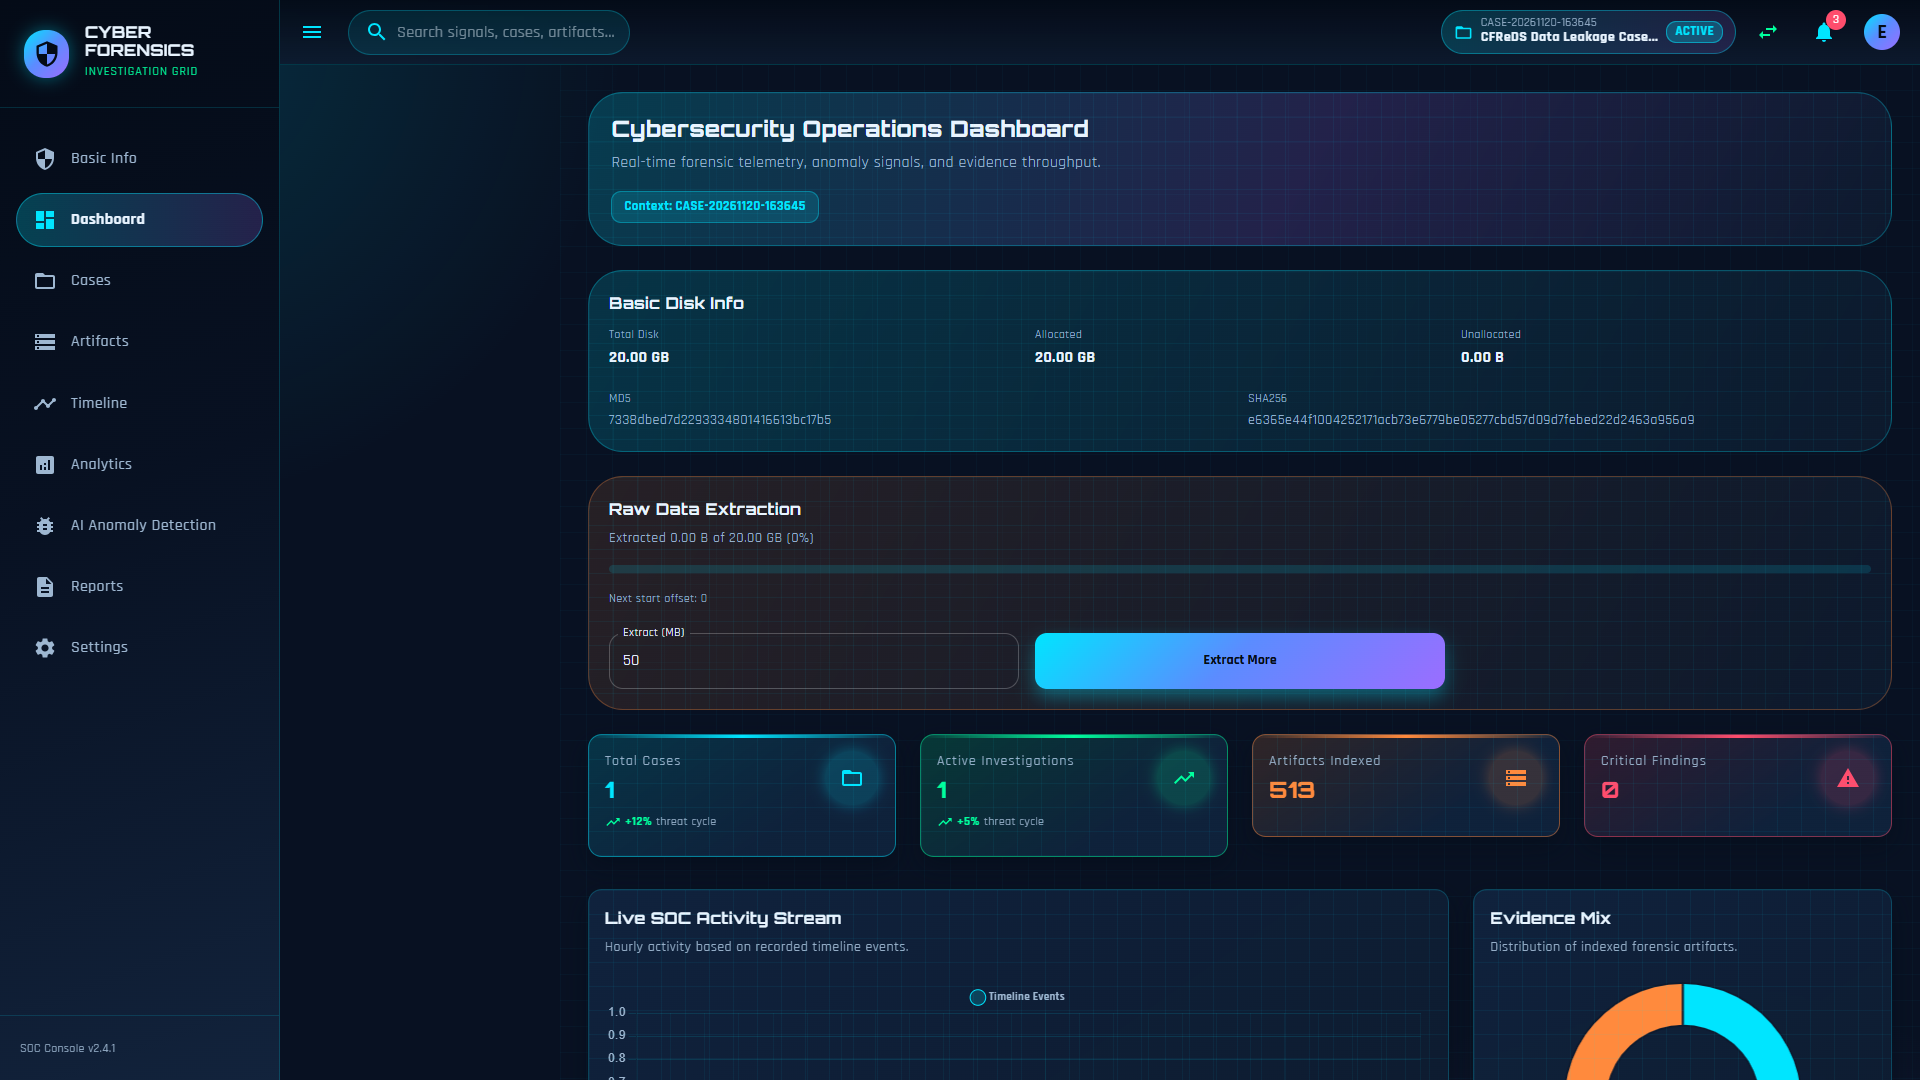 CYBER
FORENSICS
INVESTIGATION GRID
Search signals, cases, artifacts...
CASE-20261120-163645
CFReDS Data Leakage Case...
ACTIVE
3
E
Basic Info
Dashboard
Cases
Artifacts
Timeline
Analytics
AI Anomaly Detection
Reports
Settings
SOC Console v2.4.1
Cybersecurity Operations Dashboard
Real-time forensic telemetry, anomaly signals, and evidence throughput.
Context: CASE-20261120-163645
Basic Disk Info
Total Disk
20.00 GB
Allocated
20.00 GB
Unallocated
0.00 B
MD5
7338dbed7d2293334801416613bc17b5
SHA256
e6365e44f1004252171acb73e6779be05277cbd57d09d7febed22d2463a956a9
Raw Data Extraction
Extracted 0.00 B of 20.00 GB (0%)
Next start offset: 0
Extract (MB)
50
Extract More
Total Cases
1
+12% threat cycle
Active Investigations
1
+5% threat cycle
Artifacts Indexed
513
Critical Findings
0
Live SOC Activity Stream
Hourly activity based on recorded timeline events.
Timeline Events
1.0
0.9
0.8
Evidence Mix
Distribution of indexed forensic artifacts.